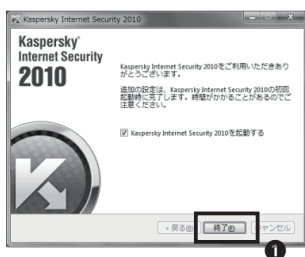 Kaspersky Internet Security 2010
Kaspersky
Internet Security
2010
Kaspersky Internet Security 2010をご利用いただきあり
がとうございます。
追加の設定は、Kaspersky Internet Security 2010の初回
起動時に完了します。時間がかかることがあるのでご
注意ください。
Kaspersky Internet Security 2010を起動する
< 戻る(B)
終了(F)
キャンセル
1